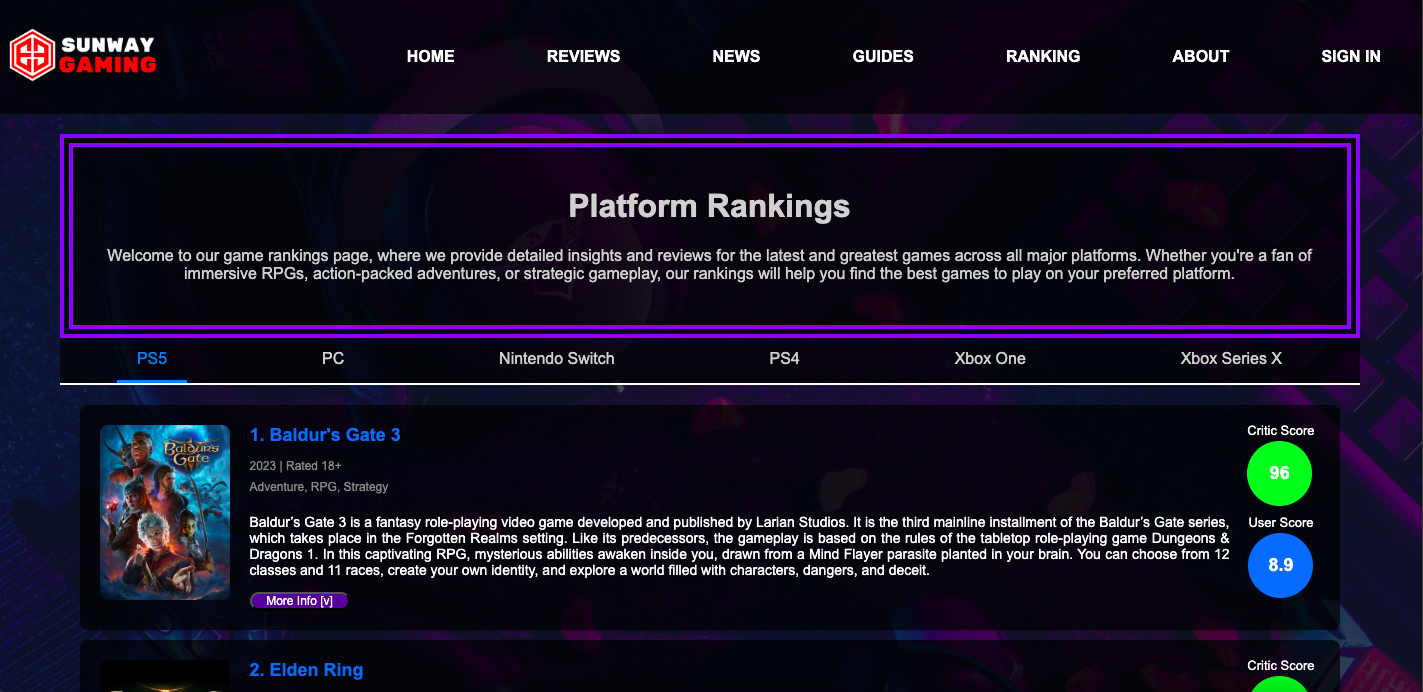 SUNWAY
GAMING
HOME
REVIEWS
NEWS
GUIDES
RANKING
ABOUT
SIGN IN
Platform Rankings
Welcome to our game rankings page, where we provide detailed insights and reviews for the latest and greatest games across all major platforms. Whether you're a fan of
immersive RPGs, action-packed adventures, or strategic gameplay, our rankings will help you find the best games to play on your preferred platform.
PS5
PC
Nintendo Switch
PS4
Xbox One
Xbox Series X
Baldur's
Gate
1. Baldur's Gate 3
2023 | Rated 18+
Adventure, RPG, Strategy
Baldur’s Gate 3 is a fantasy role-playing video game developed and published by Larian Studios. It is the third mainline installment of the Baldur’s Gate series,
which takes place in the Forgotten Realms setting. Like its predecessors, the gameplay is based on the rules of the tabletop role-playing game Dungeons &
Dragons 1. In this captivating RPG, mysterious abilities awaken inside you, drawn from a Mind Flayer parasite planted in your brain. You can choose from 12
classes and 11 races, create your own identity, and explore a world filled with characters, dangers, and deceit.
More Info [v]
Critic Score
96
User Score
8.9
2. Elden Ring
Critic Score